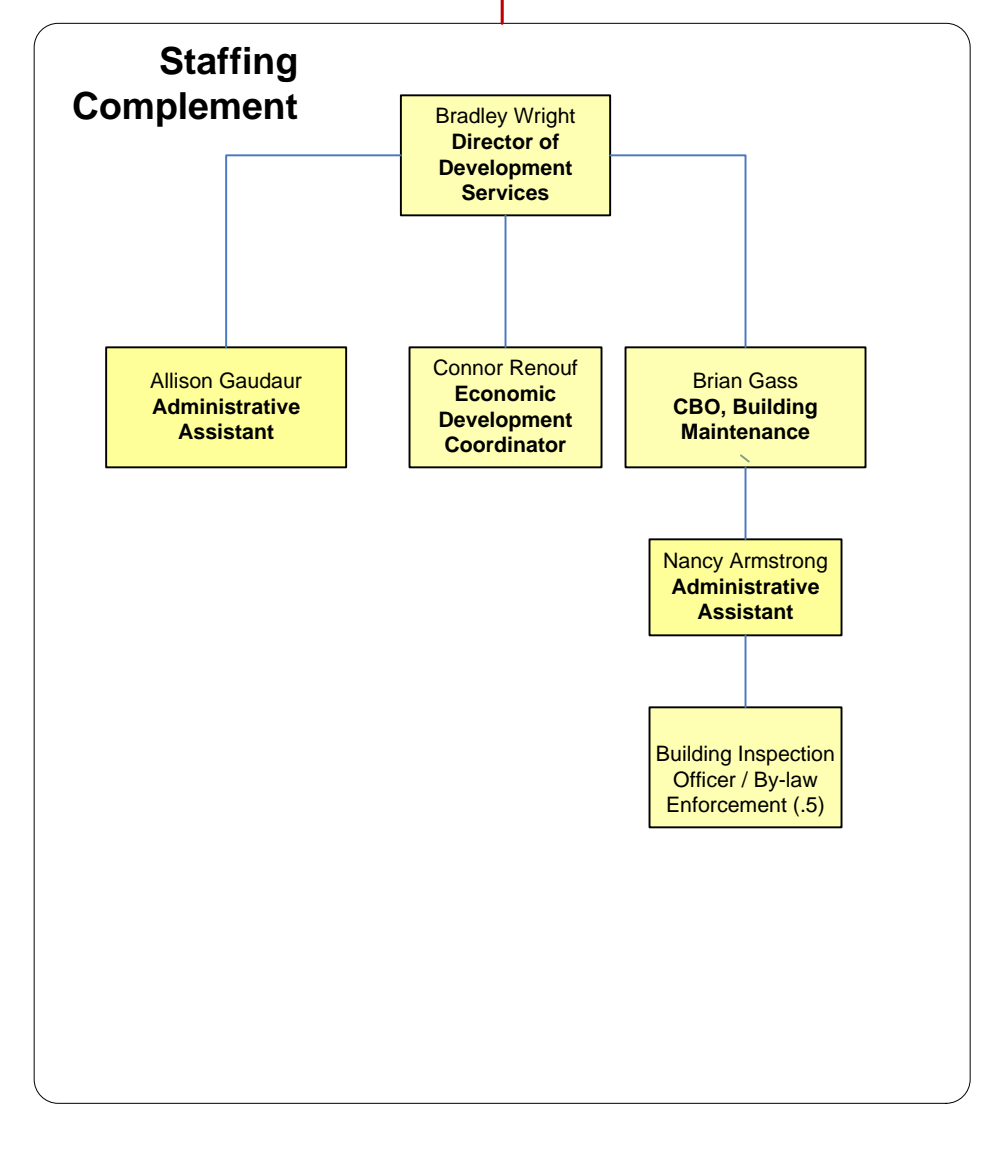 Staffing
Complement
Bradley Wright
Director of
Development
Services
Allison Gaudaur
Administrative
Assistant
Connor Renouf
Economic
Development
Coordinator
Brian Gass
CBO, Building
Maintenance
Nancy Armstrong
Administrative
Assistant
Building Inspection
Officer / By-law
Enforcement (.5)